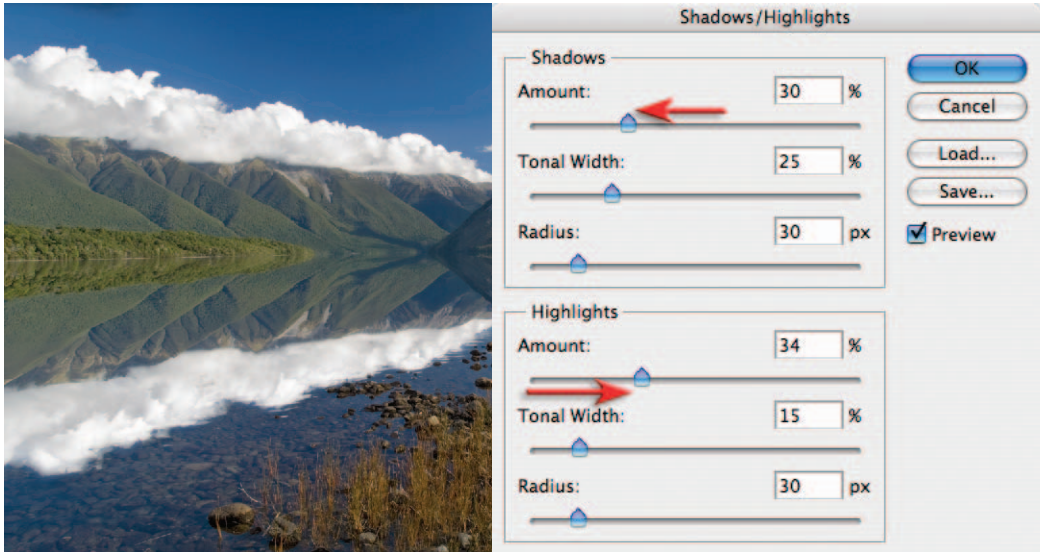 Shadows/Highlights
Shadows
Amount: 30 %
Tonal Width: 25 %
Radius: 30 px
Highlights
Amount: 34 %
Tonal Width: 15 %
Radius: 30 px
OK
Cancel
Load...
Save...
Preview